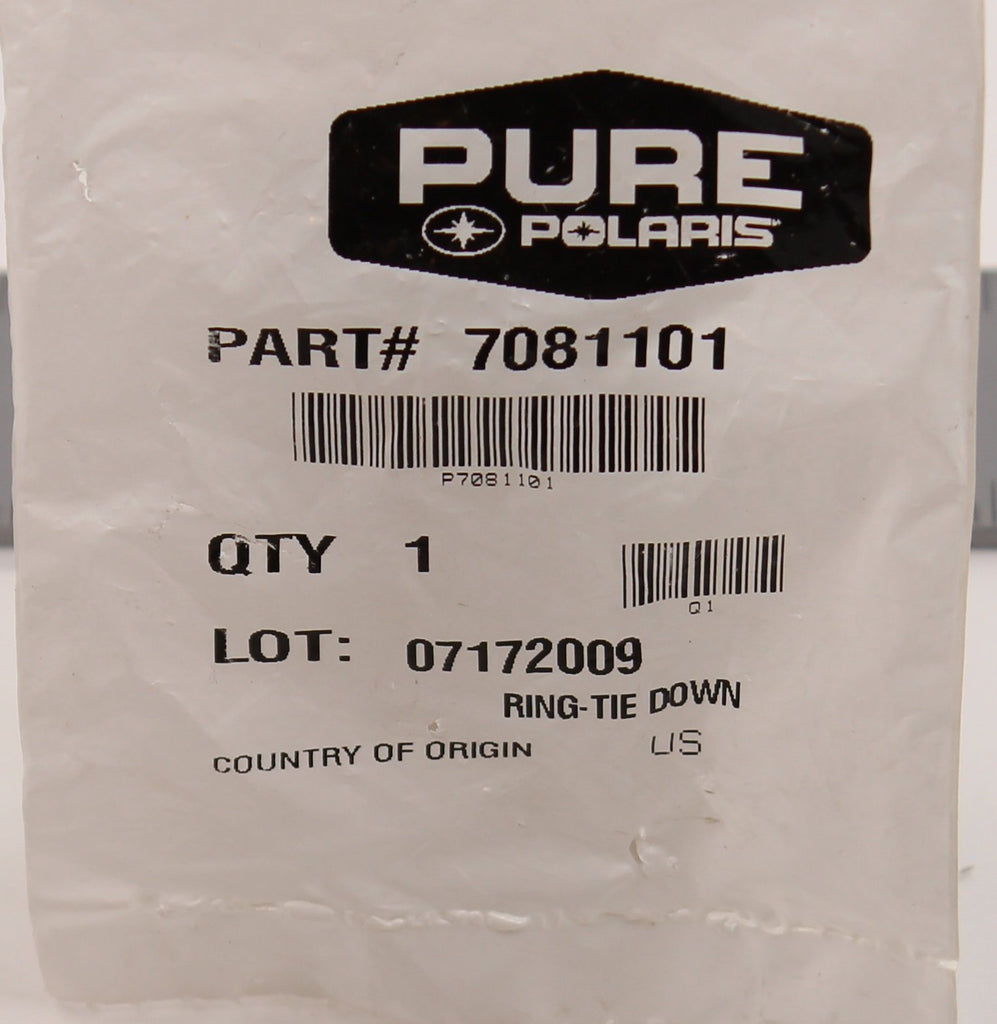 PURE
POLARIS
PART# 7081101
P7081101
QTY 1
Q1
LOT: 07172009
RING-TIE DOWN
COUNTRY OF ORIGIN US